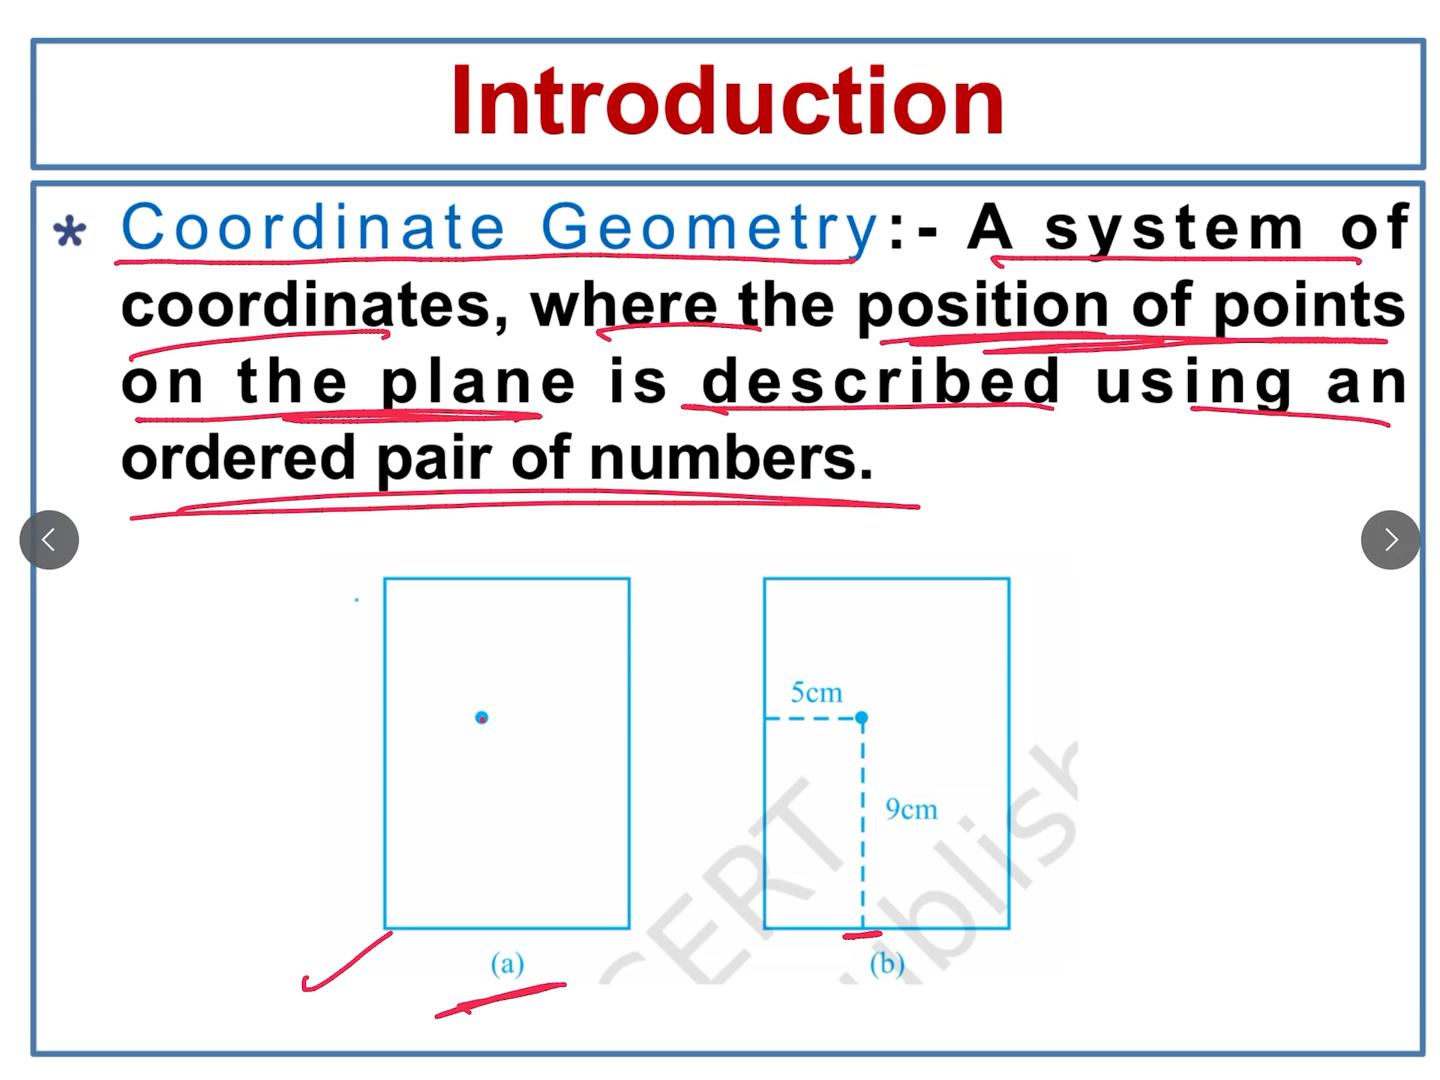 Introduction
* Coordinate Geometry:- A system of
coordinates, where the position of points
on the plane is described using an
ordered pair of numbers.
5cm
9cm
(a)
(b)